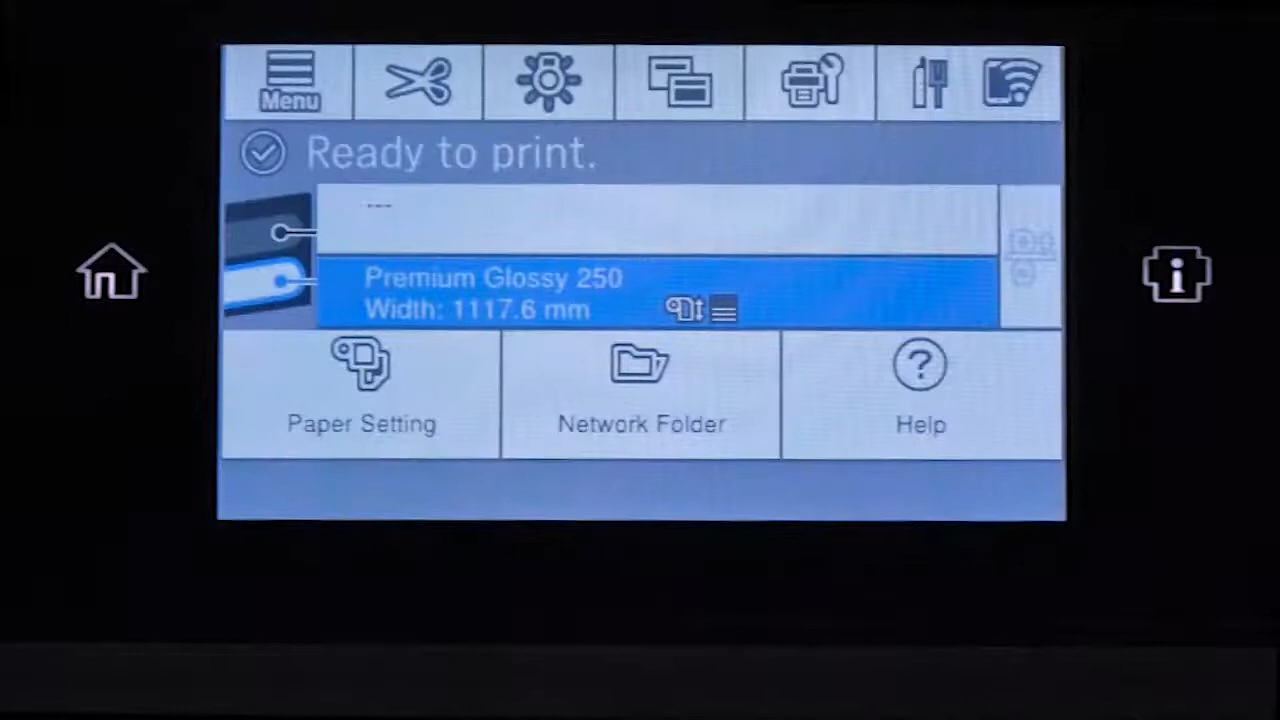 Menu
Ready to print.
---
Premium Glossy 250
Width: 1117.6 mm
Paper Setting
Network Folder
Help